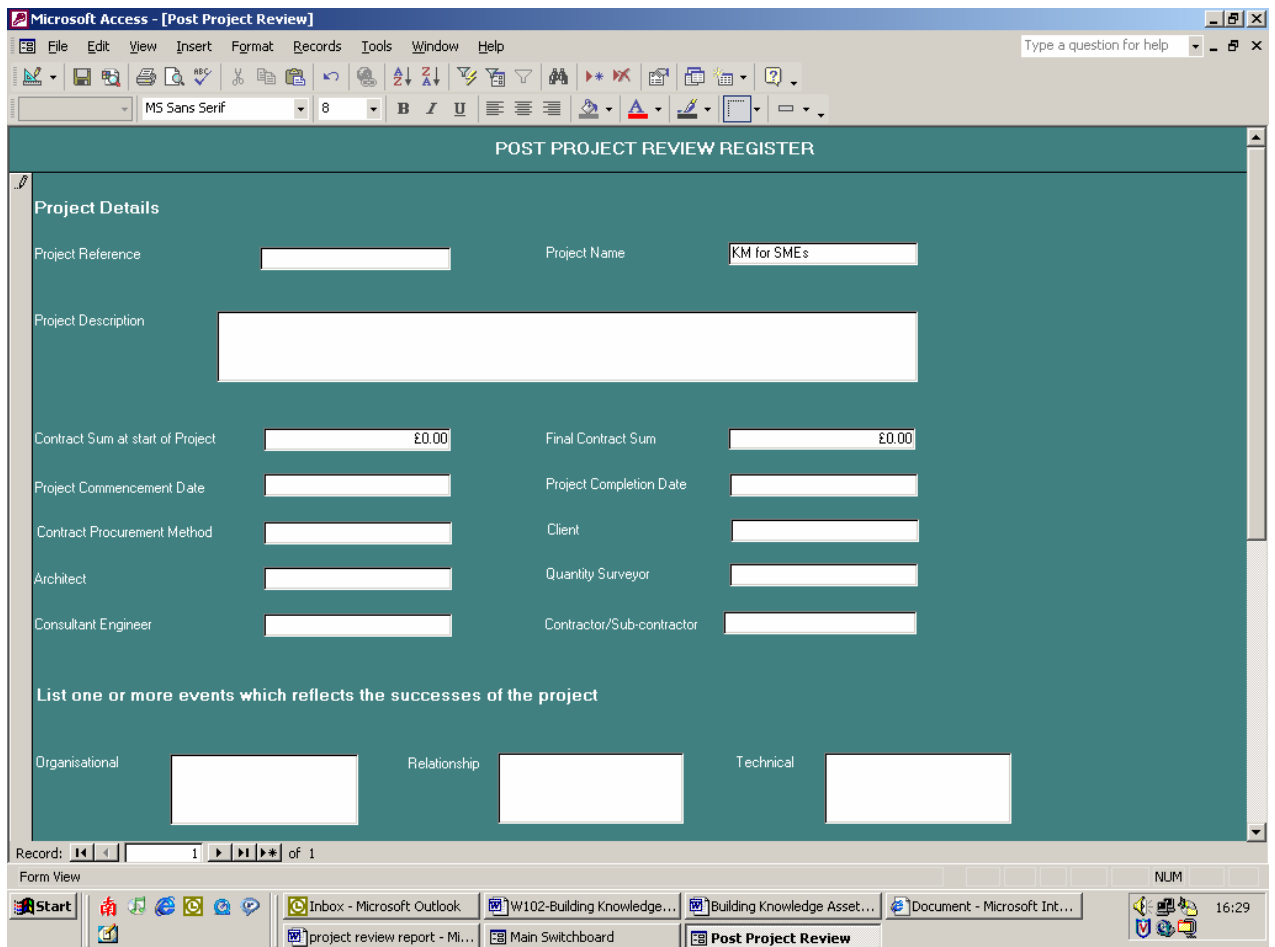 Microsoft Access - [Post Project Review]
File Edit View Insert Format Records Tools Window Help Type a question for help
MS Sans Serif 8 B I U
POST PROJECT REVIEW REGISTER
Project Details
Project Reference Project Name KM for SMEs
Project Description
Contract Sum at start of Project £0.00 Final Contract Sum £0.00
Project Commencement Date Project Completion Date
Contract Procurement Method Client
Architect Quantity Surveyor
Consultant Engineer Contractor/Sub-contractor
List one or more events which reflects the successes of the project
Organisational Relationship Technical
Record: 1 of 1
Form View NUM
Start 南 Inbox - Microsoft Outlook W102-Building Knowledge... Building Knowledge Asset... Document - Microsoft Int... 16:29
project review report - Mi... Main Switchboard Post Project Review